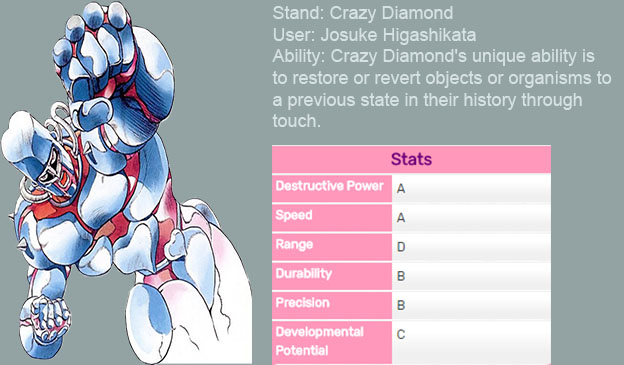 Stand: Crazy Diamond
User: Josuke Higashikata
Ability: Crazy Diamond's unique ability is
to restore or revert objects or organisms to
a previous state in their history through
touch.
Stats
Destructive Power A
Speed A
Range D
Durability B
Precision B
Developmental
Potential C